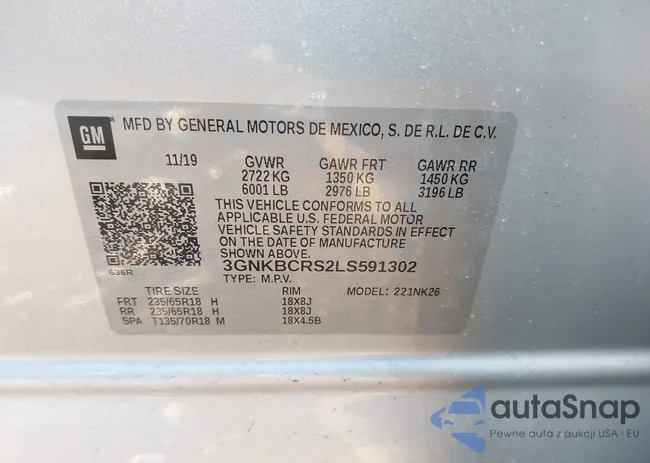 GM
MFD BY GENERAL MOTORS DE MEXICO, S. DE R.L. DE C.V.
11/19 GVWR GAWR FRT GAWR RR
2722 KG 1350 KG 1450 KG
6001 LB 2976 LB 3196 LB
THIS VEHICLE CONFORMS TO ALL
APPLICABLE U.S. FEDERAL MOTOR
VEHICLE SAFETY STANDARDS IN EFFECT
ON THE DATE OF MANUFACTURE
SHOWN ABOVE.
636R 3GNKBCRS2LS591302
TYPE: M.P.V.
TIRE SIZE RIM MODEL: 221NK26
FRT 235/65R18 H 18X8J
RR 235/65R18 H 18X8J
SPA T135/70R18 M 18X4.5B
autaSnap
Pewne auta z aukcji USA i EU